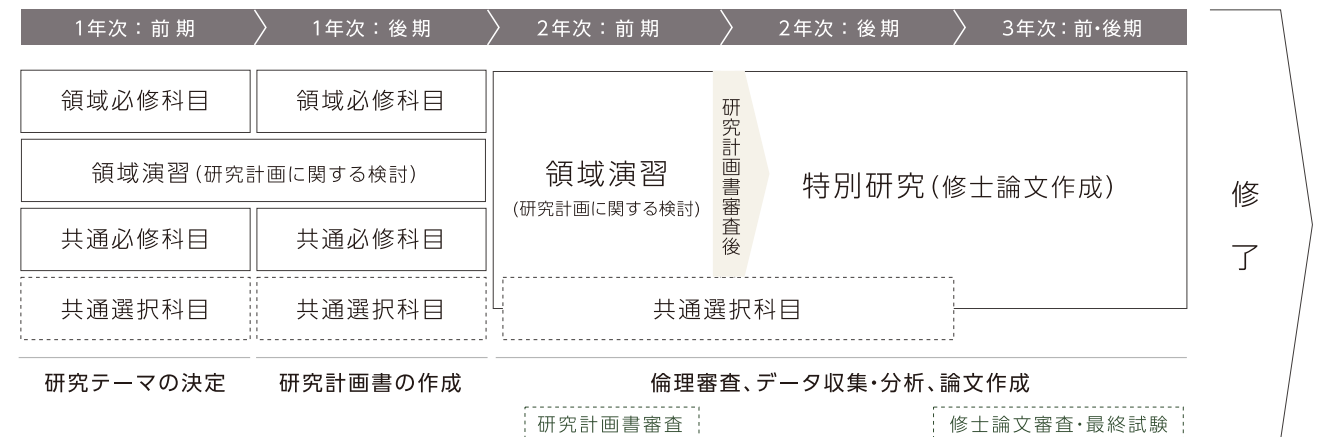 1年次：前期
1年次：後期
2年次：前期
2年次：後期
3年次：前・後期
領域必修科目
領域必修科目
領域演習（研究計画に関する検討）
共通必修科目
共通必修科目
共通選択科目
共通選択科目
領域演習
(研究計画に関する検討)
研究計画書審査後
特別研究（修士論文作成）
共通選択科目
修了
研究テーマの決定
研究計画書の作成
倫理審査、データ収集・分析、論文作成
研究計画書審査
修士論文審査・最終試験